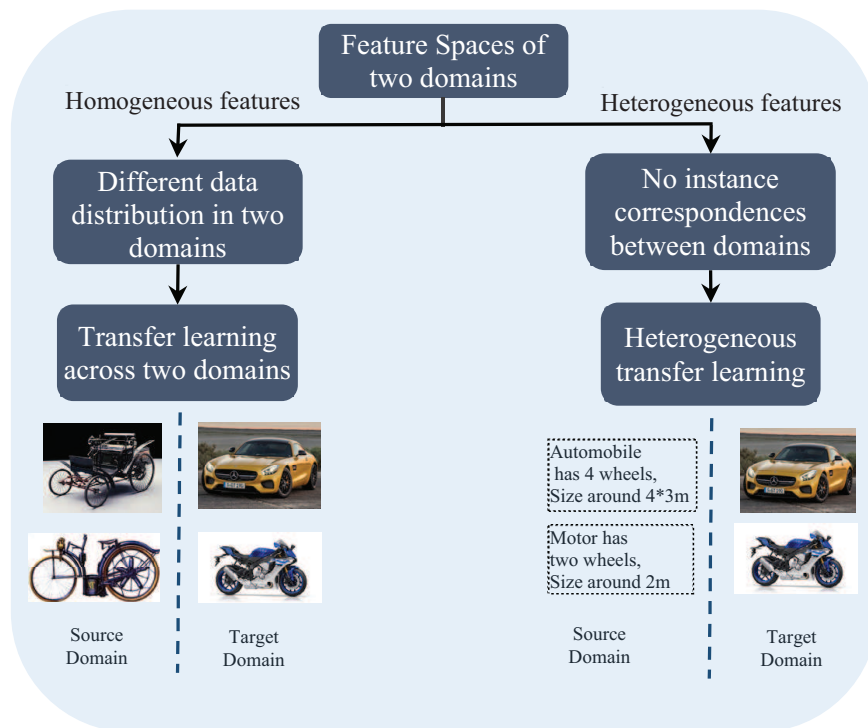 Feature Spaces of
two domains
Homogeneous features
Heterogeneous features
Different data
distribution in two
domains
No instance
correspondences
between domains
Transfer learning
across two domains
Heterogeneous
transfer learning
Automobile
has 4 wheels,
Size around 4*3m
Motor has
two wheels,
Size around 2m
Source
Domain
Target
Domain
Source
Domain
Target
Domain